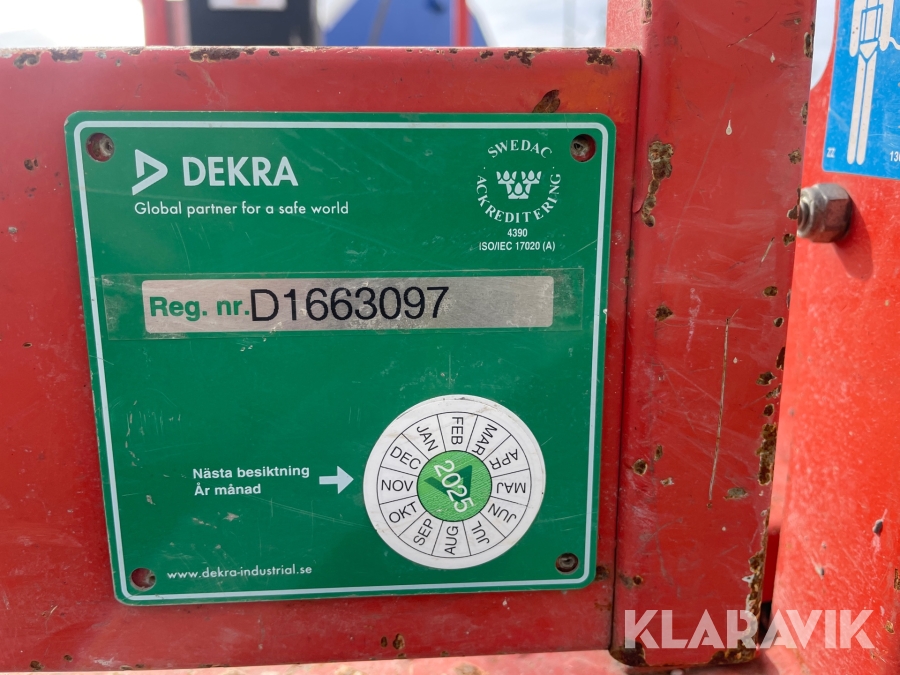 DEKRA
Global partner for a safe world
SWEDAC
ACKREDITERING
4390
ISO/IEC 17020 (A)
Reg. nr. D1663097
Nästa besiktning
År månad
JAN
FEB
MAR
APR
MAJ
JUN
JUL
AUG
SEP
OKT
NOV
DEC
2025
www.dekra-industrial.se
ZZ
KLARAVIK